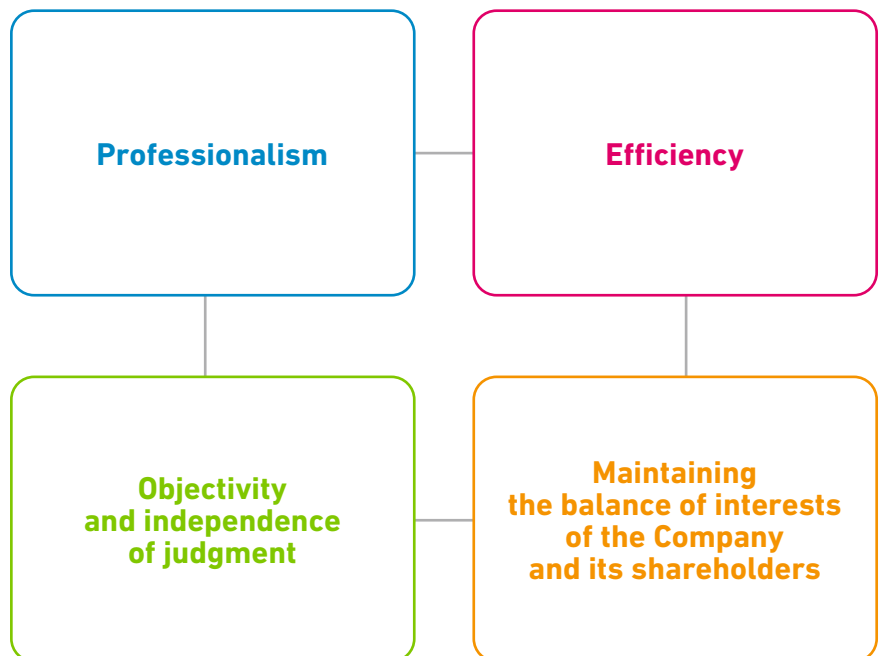 Professionalism
Efficiency
Objectivity
and independence
of judgment
Maintaining
the balance of interests
of the Company
and its shareholders